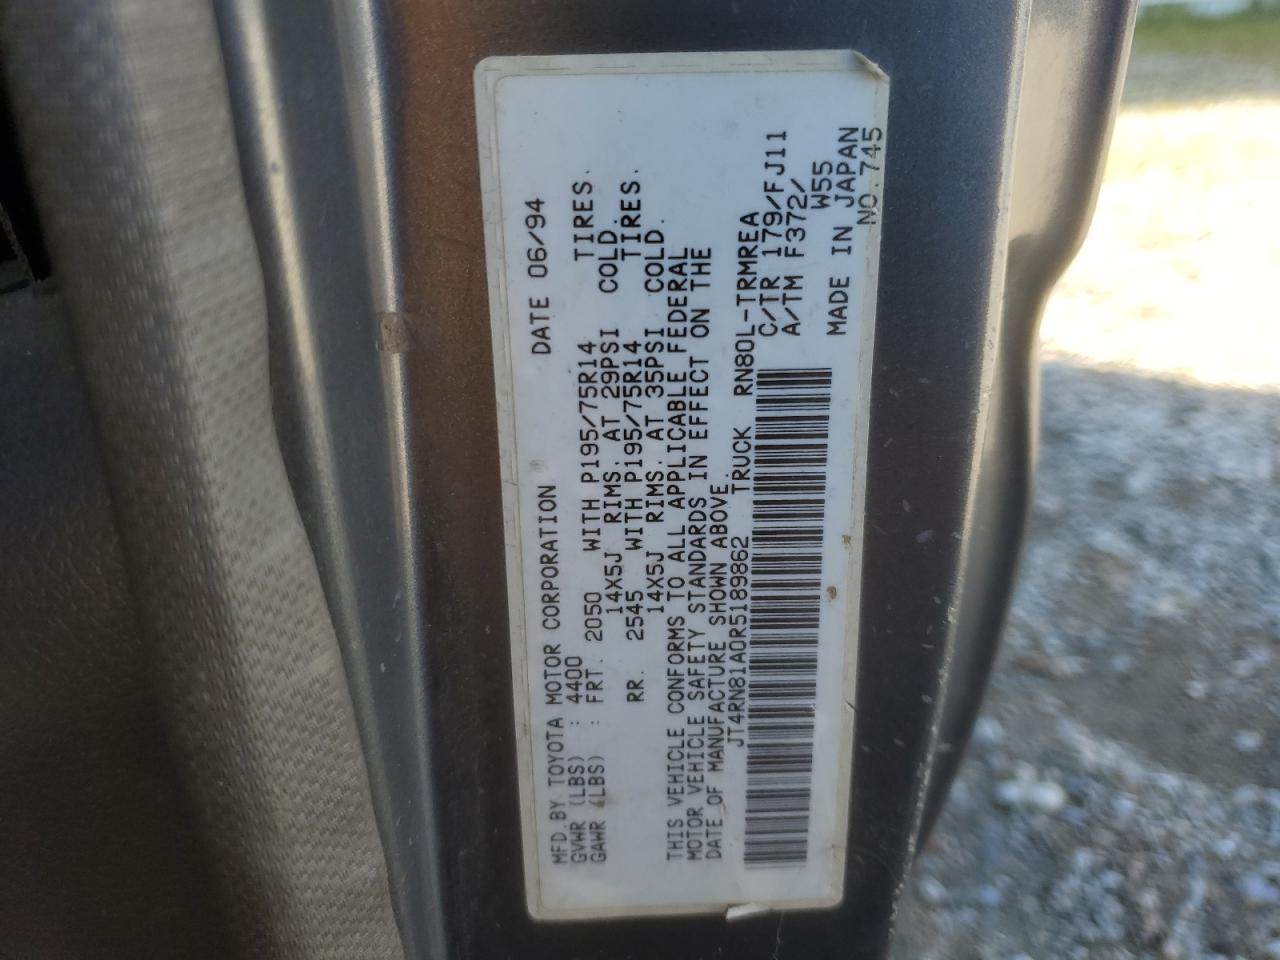 MFD.BY TOYOTA MOTOR CORPORATION DATE 06/94
GVWR (LBS) : 4400
GAWR (LBS) : FRT. 2050 WITH P195/75R14 TIRES.
14X5J RIMS. AT 29PSI COLD.
RR. 2545 WITH P195/75R14 TIRES.
14X5J RIMS. AT 35PSI COLD.
THIS VEHICLE CONFORMS TO ALL APPLICABLE FEDERAL
MOTOR VEHICLE SAFETY STANDARDS IN EFFECT ON THE
DATE OF MANUFACTURE SHOWN ABOVE.
JT4RN81A0R5189862 TRUCK RN80L-TRMREA
C/TR 179/FJ11
A/TM F372/
W55
MADE IN JAPAN
NO.745